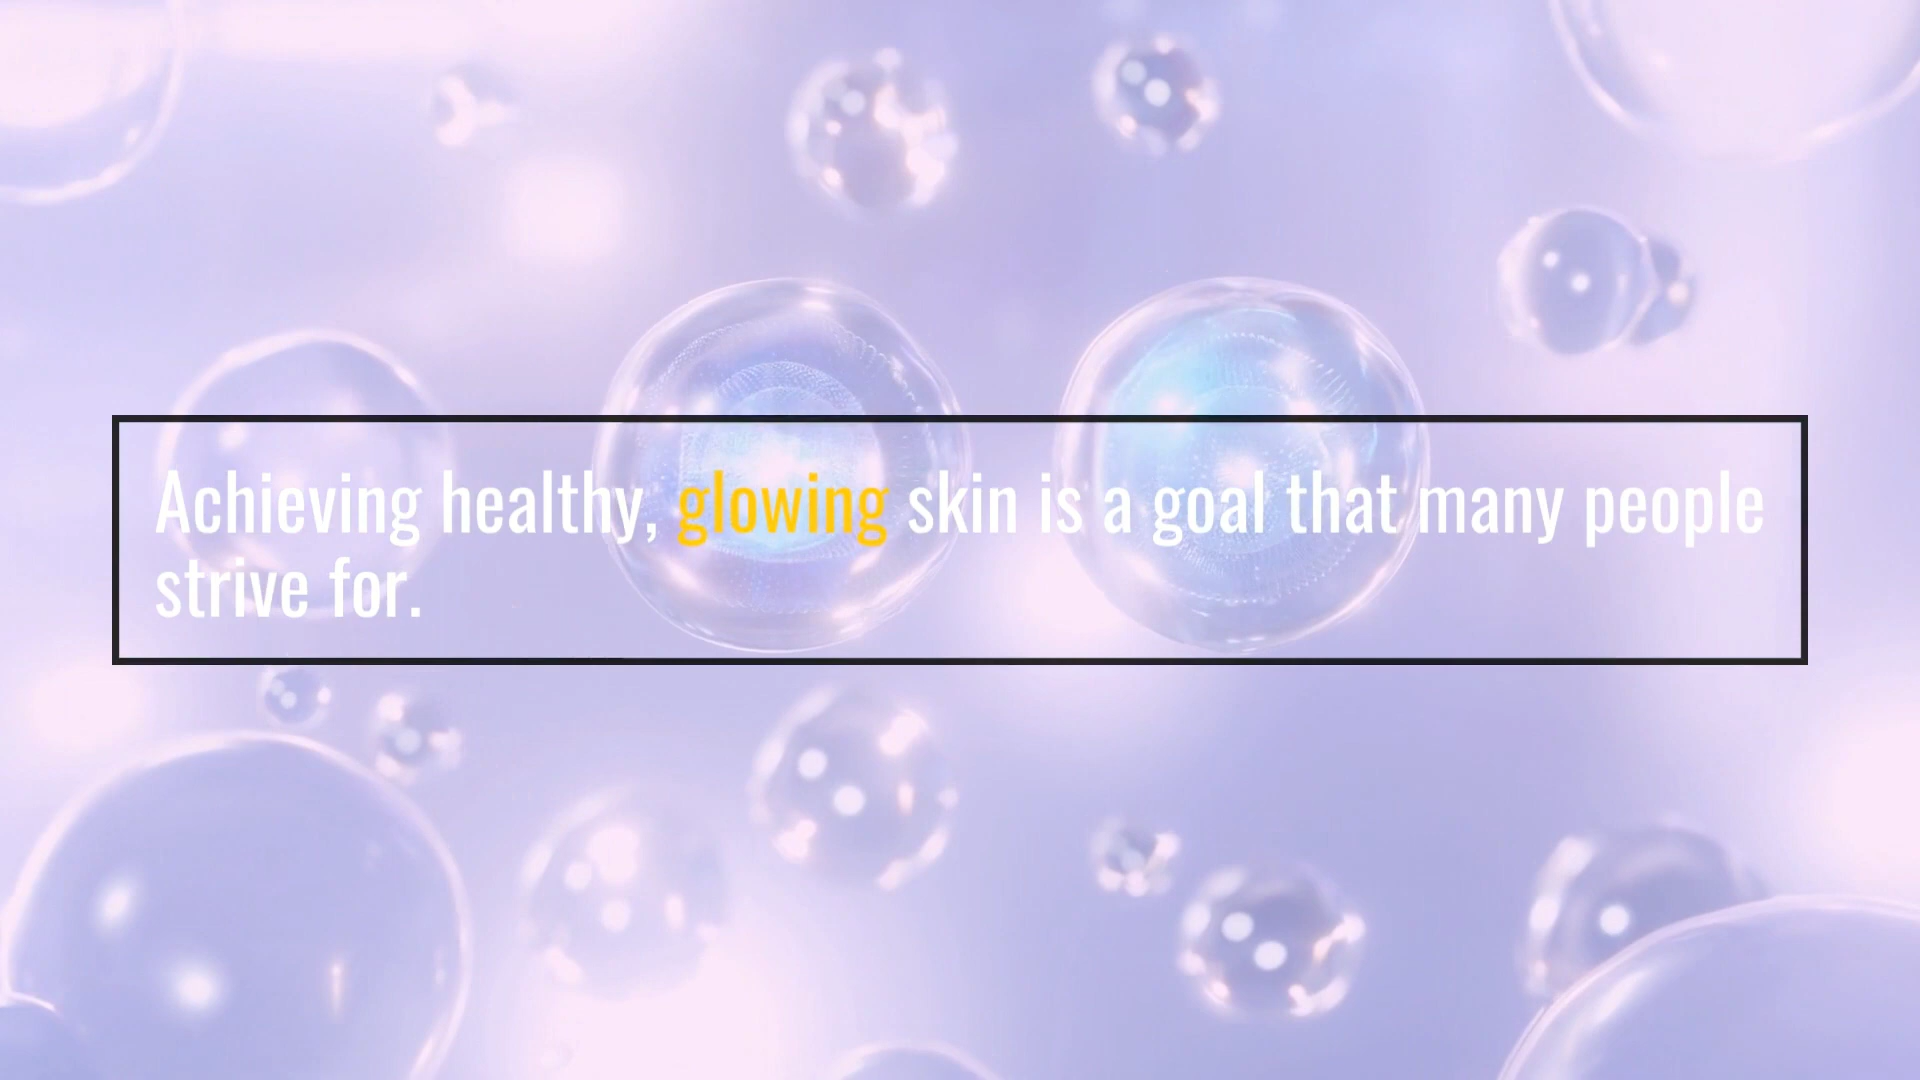 Achieving healthy, glowing skin is a goal that many people
strive for.